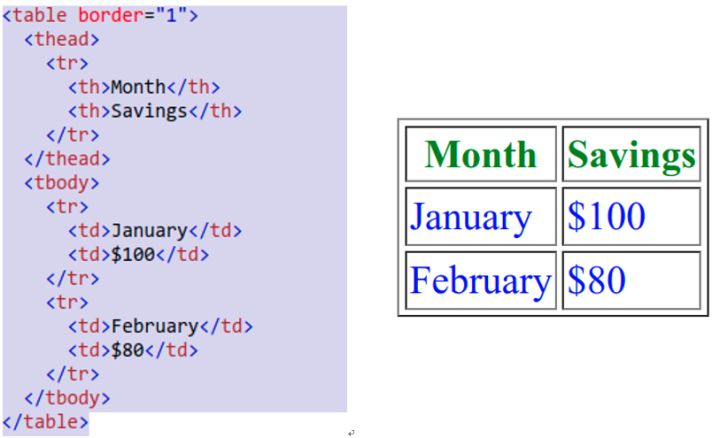 <table border="1">
  <thead>
    <tr>
      <th>Month</th>
      <th>Savings</th>
    </tr>
  </thead>
  <tbody>
    <tr>
      <td>January</td>
      <td>$100</td>
    </tr>
    <tr>
      <td>February</td>
      <td>$80</td>
    </tr>
  </tbody>
</table>
Month Savings
January $100
February $80